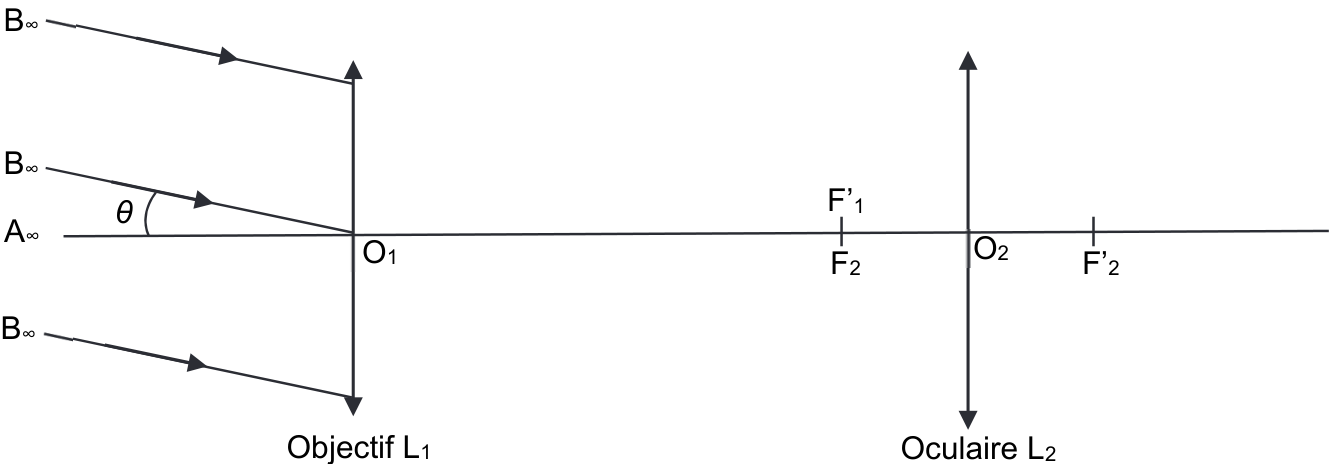 B∞
B∞
θ
A∞
O₁
F'₁
F₂
O₂
F'₂
B∞
Objectif L₁
Oculaire L₂